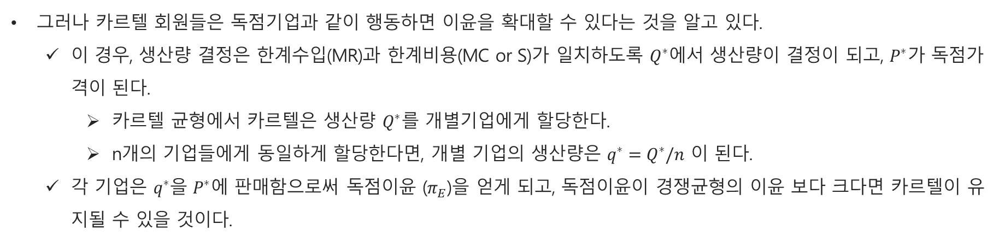 • 그러나 카르텔 회원들은 독점기업과 같이 행동하면 이윤을 확대할 수 있다는 것을 알고 있다.
✓ 이 경우, 생산량 결정은 한계수입(MR)과 한계비용(MC or S)가 일치하도록 Q*에서 생산량이 결정이 되고, P*가 독점가
격이 된다.
➢ 카르텔 균형에서 카르텔은 생산량 Q*를 개별기업에게 할당한다.
➢ n개의 기업들에게 동일하게 할당한다면, 개별 기업의 생산량은 q* = Q*/n 이 된다.
✓ 각 기업은 q*을 P*에 판매함으로써 독점이윤 (π_E)을 얻게 되고, 독점이윤이 경쟁균형의 이윤 보다 크다면 카르텔이 유
지될 수 있을 것이다.